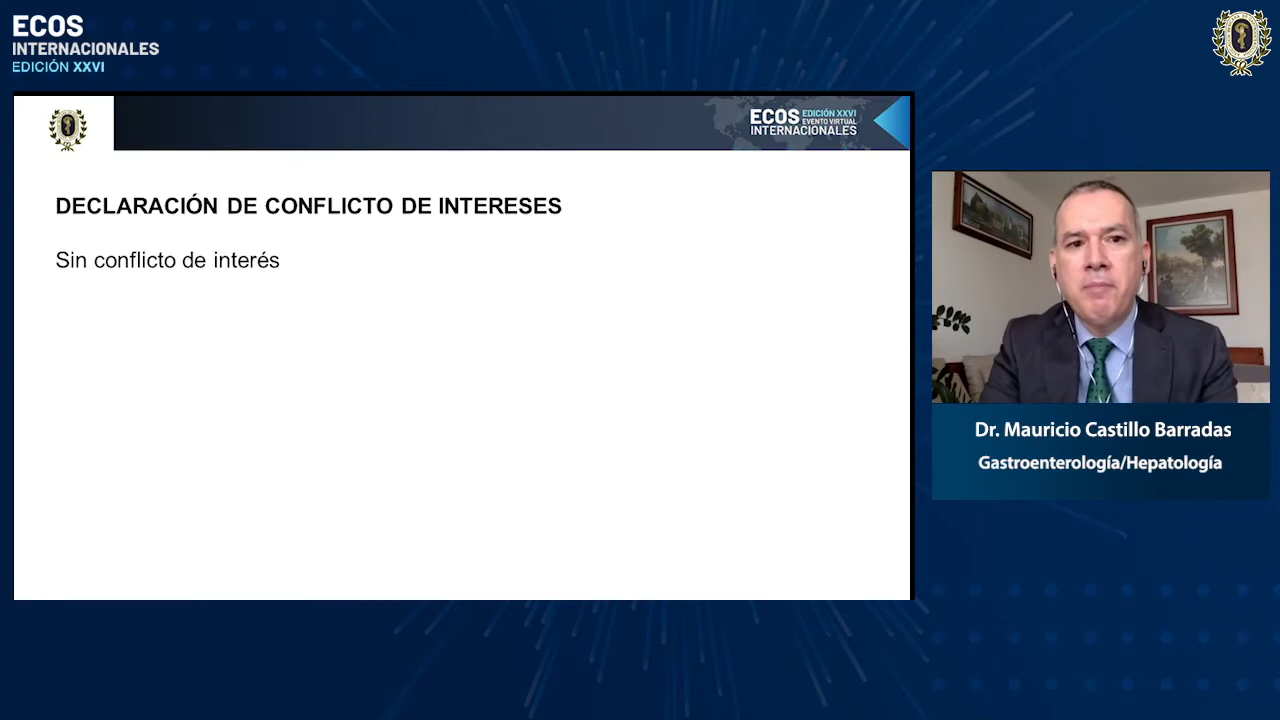 ECOS
INTERNACIONALES
EDICIÓN XXVI
ECOS EDICIÓN XXVI
EVENTO VIRTUAL
INTERNACIONALES
DECLARACIÓN DE CONFLICTO DE INTERESES
Sin conflicto de interés
Dr. Mauricio Castillo Barradas
Gastroenterología/Hepatología